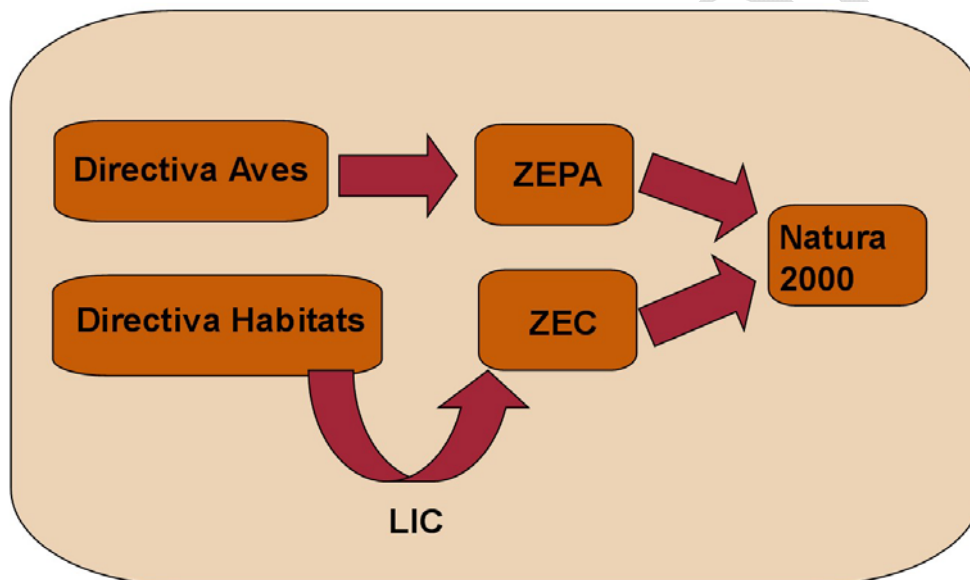 Directiva Aves
ZEPA
Natura
2000
Directiva Habitats
ZEC
LIC